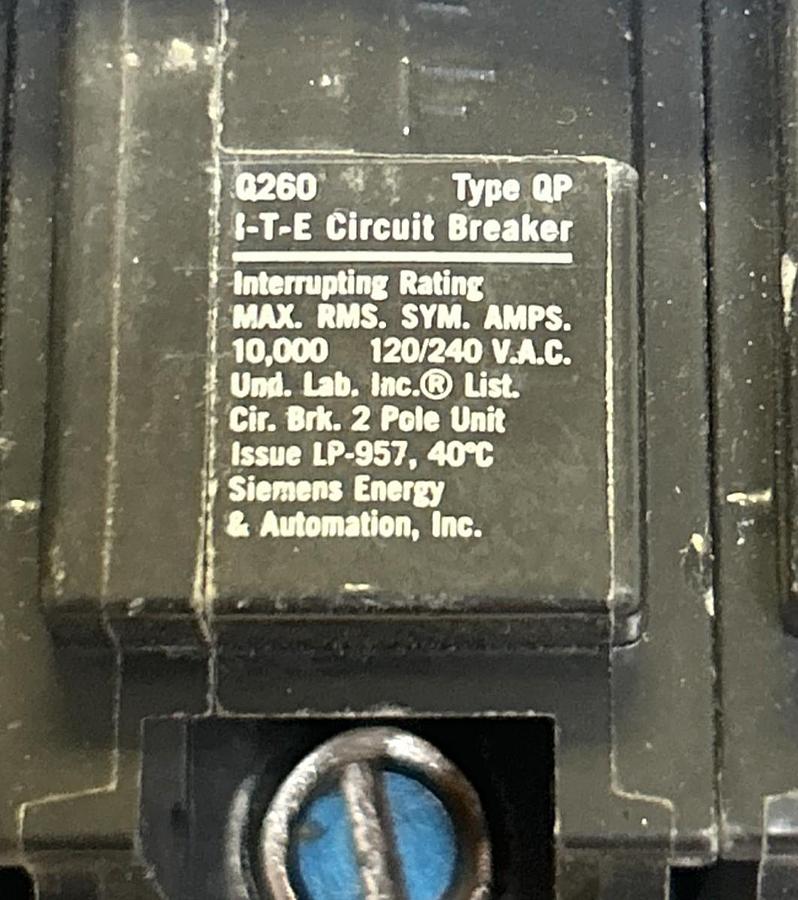 Q260 Type QP
I-T-E Circuit Breaker
Interrupting Rating
MAX. RMS. SYM. AMPS.
10,000 120/240 V.A.C.
Und. Lab. Inc.® List.
Cir. Brk. 2 Pole Unit
Issue LP-957, 40°C
Siemens Energy
& Automation, Inc.